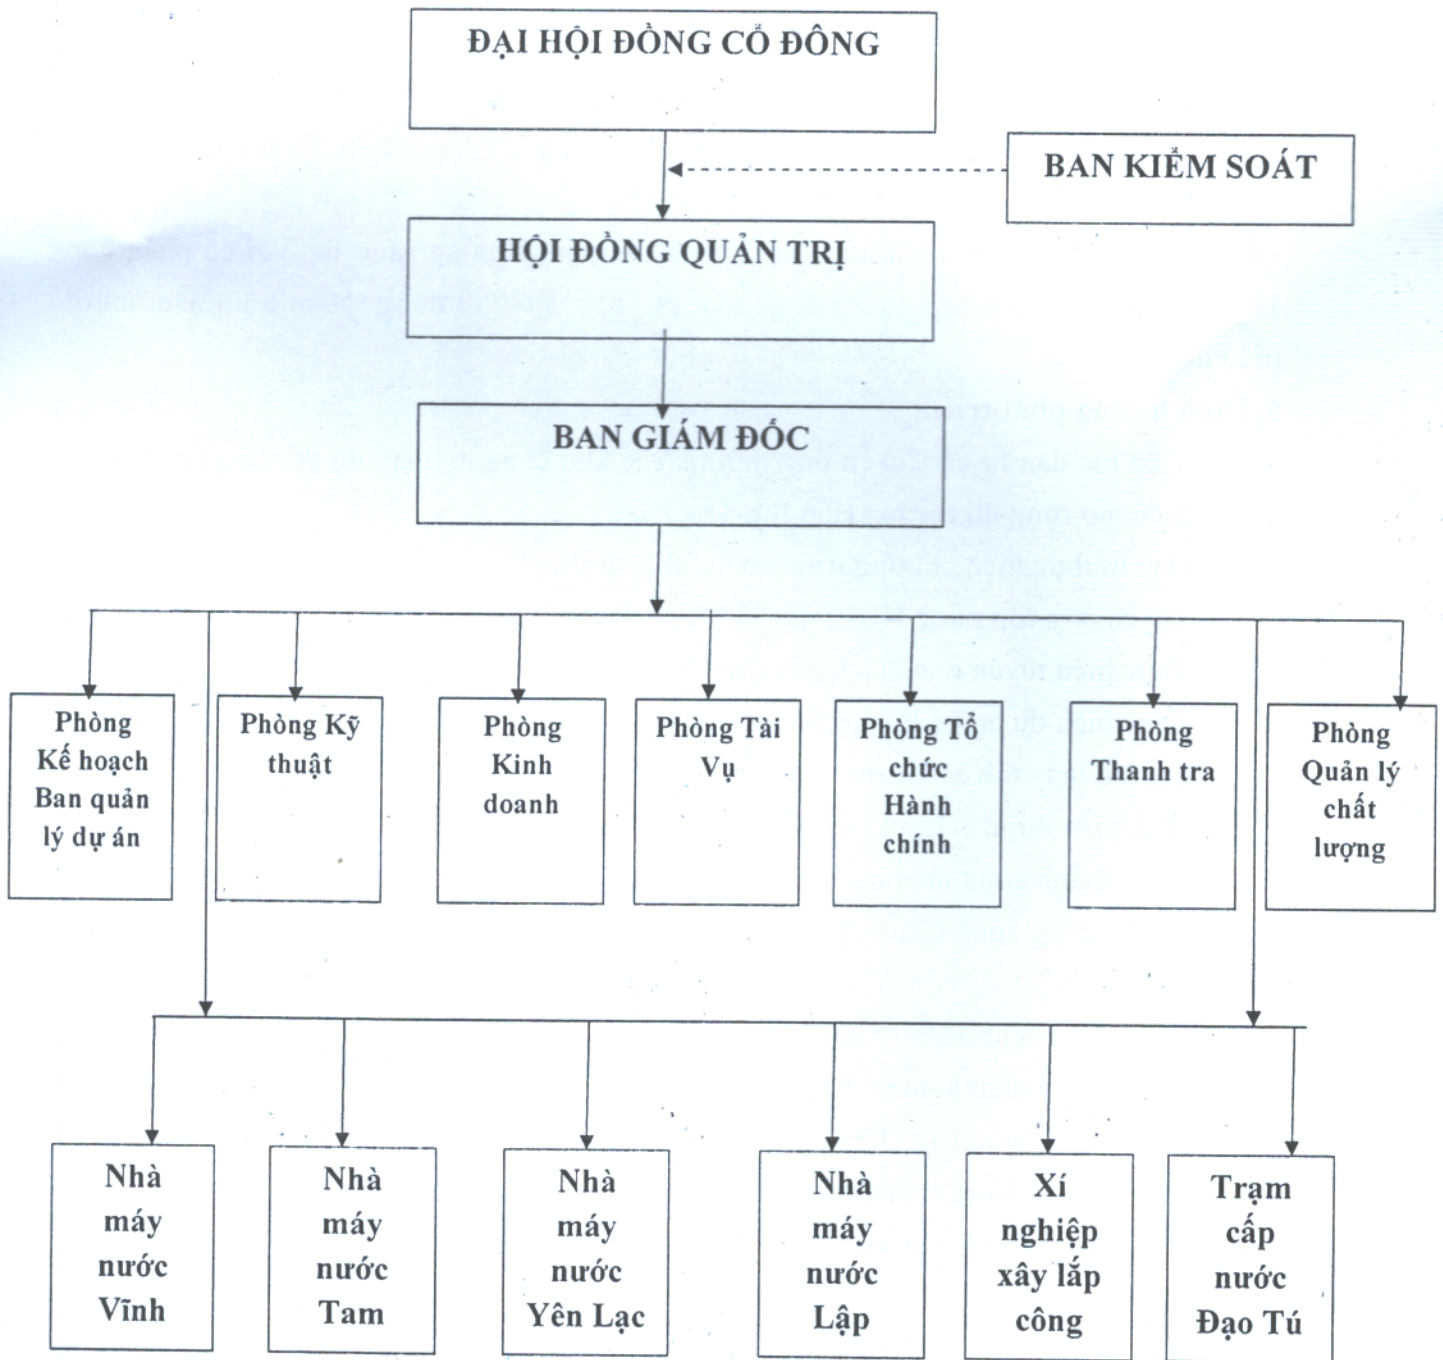 ĐẠI HỘI ĐỒNG CỔ ĐÔNG
BAN KIỂM SOÁT
HỘI ĐỒNG QUẢN TRỊ
BAN GIÁM ĐỐC
Phòng
Kế hoạch
Ban quản
lý dự án
Phòng Kỹ
thuật
Phòng
Kinh
doanh
Phòng Tài
Vụ
Phòng Tổ
chức
Hành
chính
Phòng
Thanh tra
Phòng
Quản lý
chất
lượng
Nhà
máy
nước
Vĩnh
Nhà
máy
nước
Tam
Nhà
máy
nước
Yên Lạc
Nhà
máy
nước
Lập
Xí
nghiệp
xây lắp
công
Trạm
cấp
nước
Đạo Tú